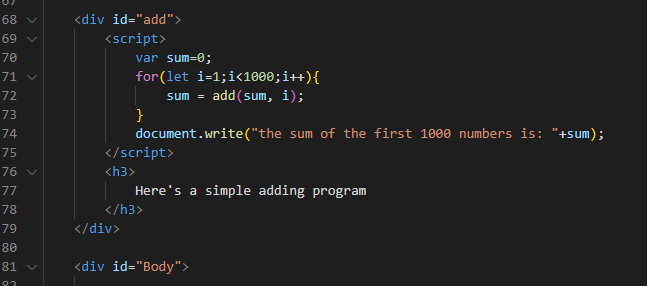 68 <div id="add">
69 <script>
70 var sum=0;
71 for(let i=1;i<1000;i++){
72 sum = add(sum, i);
73 }
74 document.write("the sum of the first 1000 numbers is: "+sum);
75 </script>
76 <h3>
77 Here's a simple adding program
78 </h3>
79 </div>
80
81 <div id="Body">